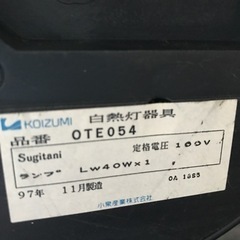 KOIZUMI 白熱灯器具
品番 OTE054
Sugitani 定格電圧 100V
ランプ LW40W×1
97年 11月製造 OA 1985
小泉産業株式会社